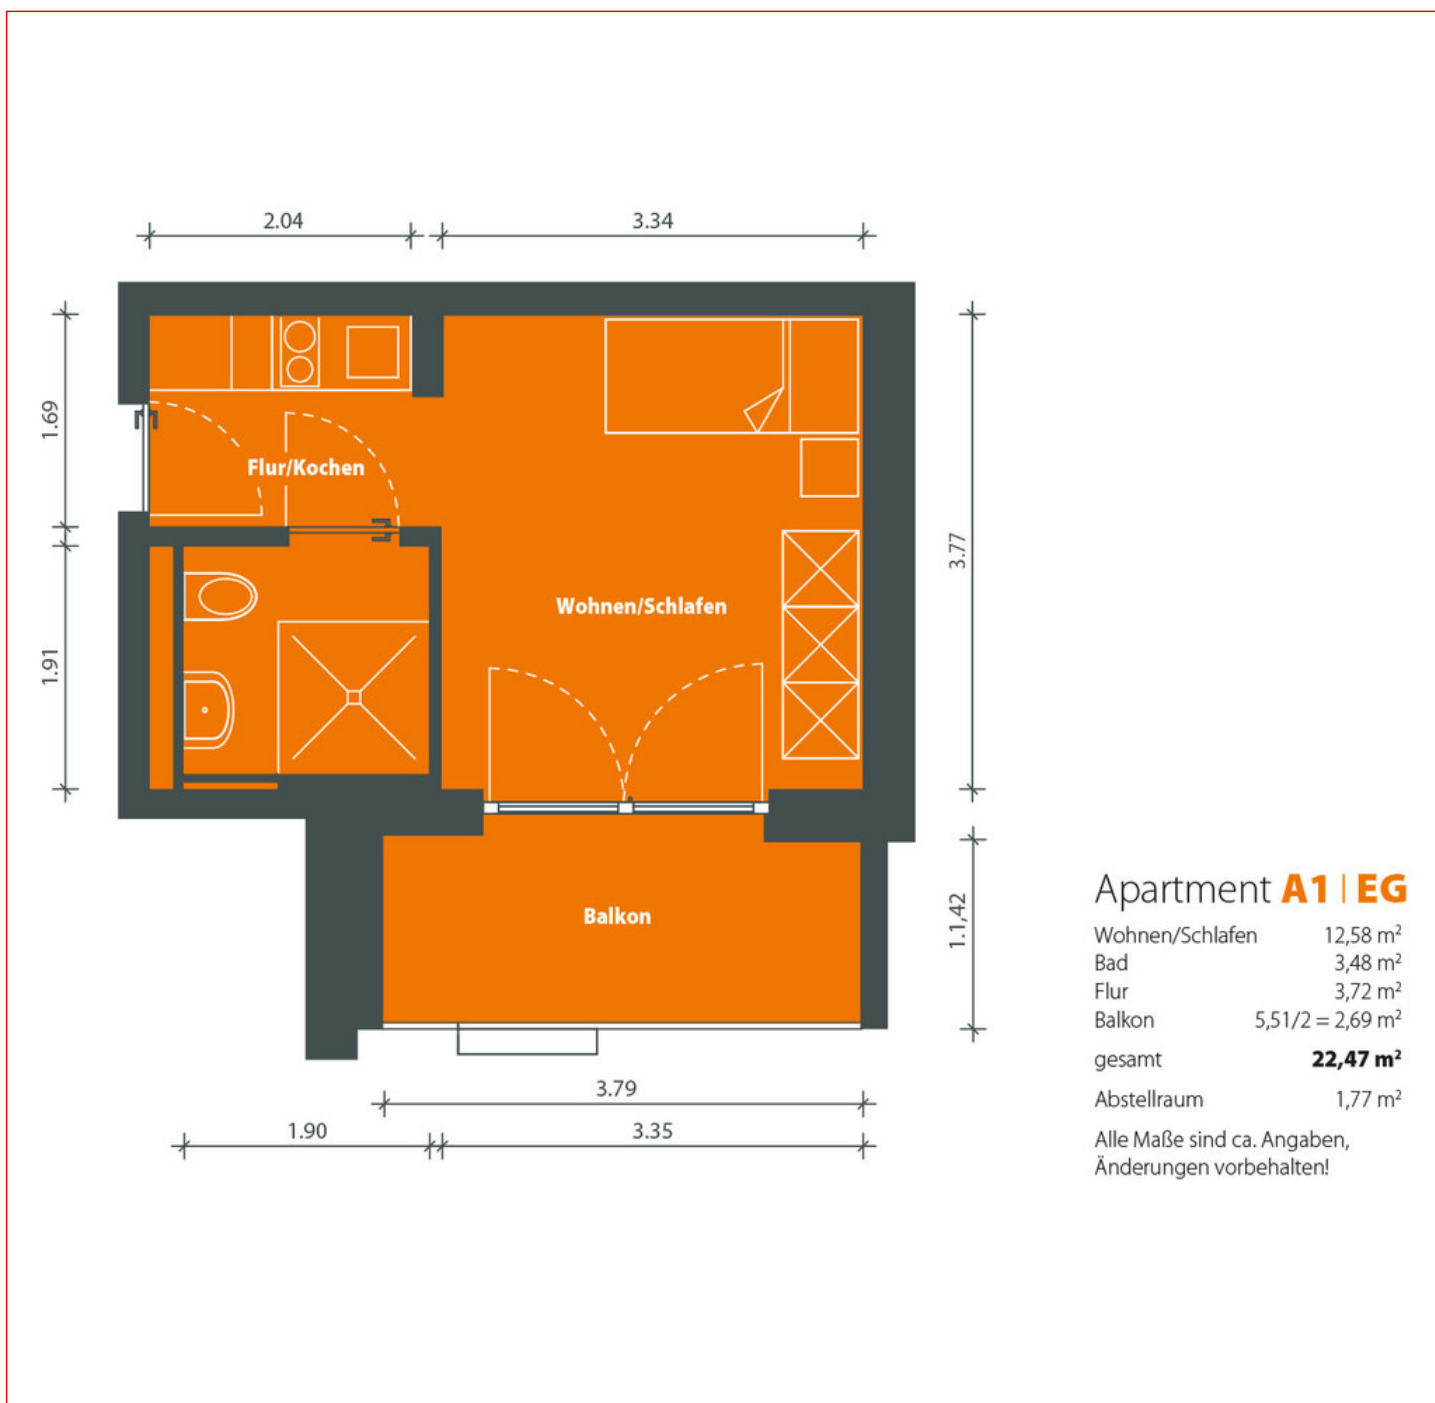 2.04
3.34
1.69
Flur/Kochen
3.77
Wohnen/Schlafen
1.91
Balkon
1.1,42
3.79
1.90
3.35
Apartment A1 | EG
Wohnen/Schlafen 12,58 m²
Bad 3,48 m²
Flur 3,72 m²
Balkon 5,51/2 = 2,69 m²
gesamt 22,47 m²
Abstellraum 1,77 m²
Alle Maße sind ca. Angaben,
Änderungen vorbehalten!